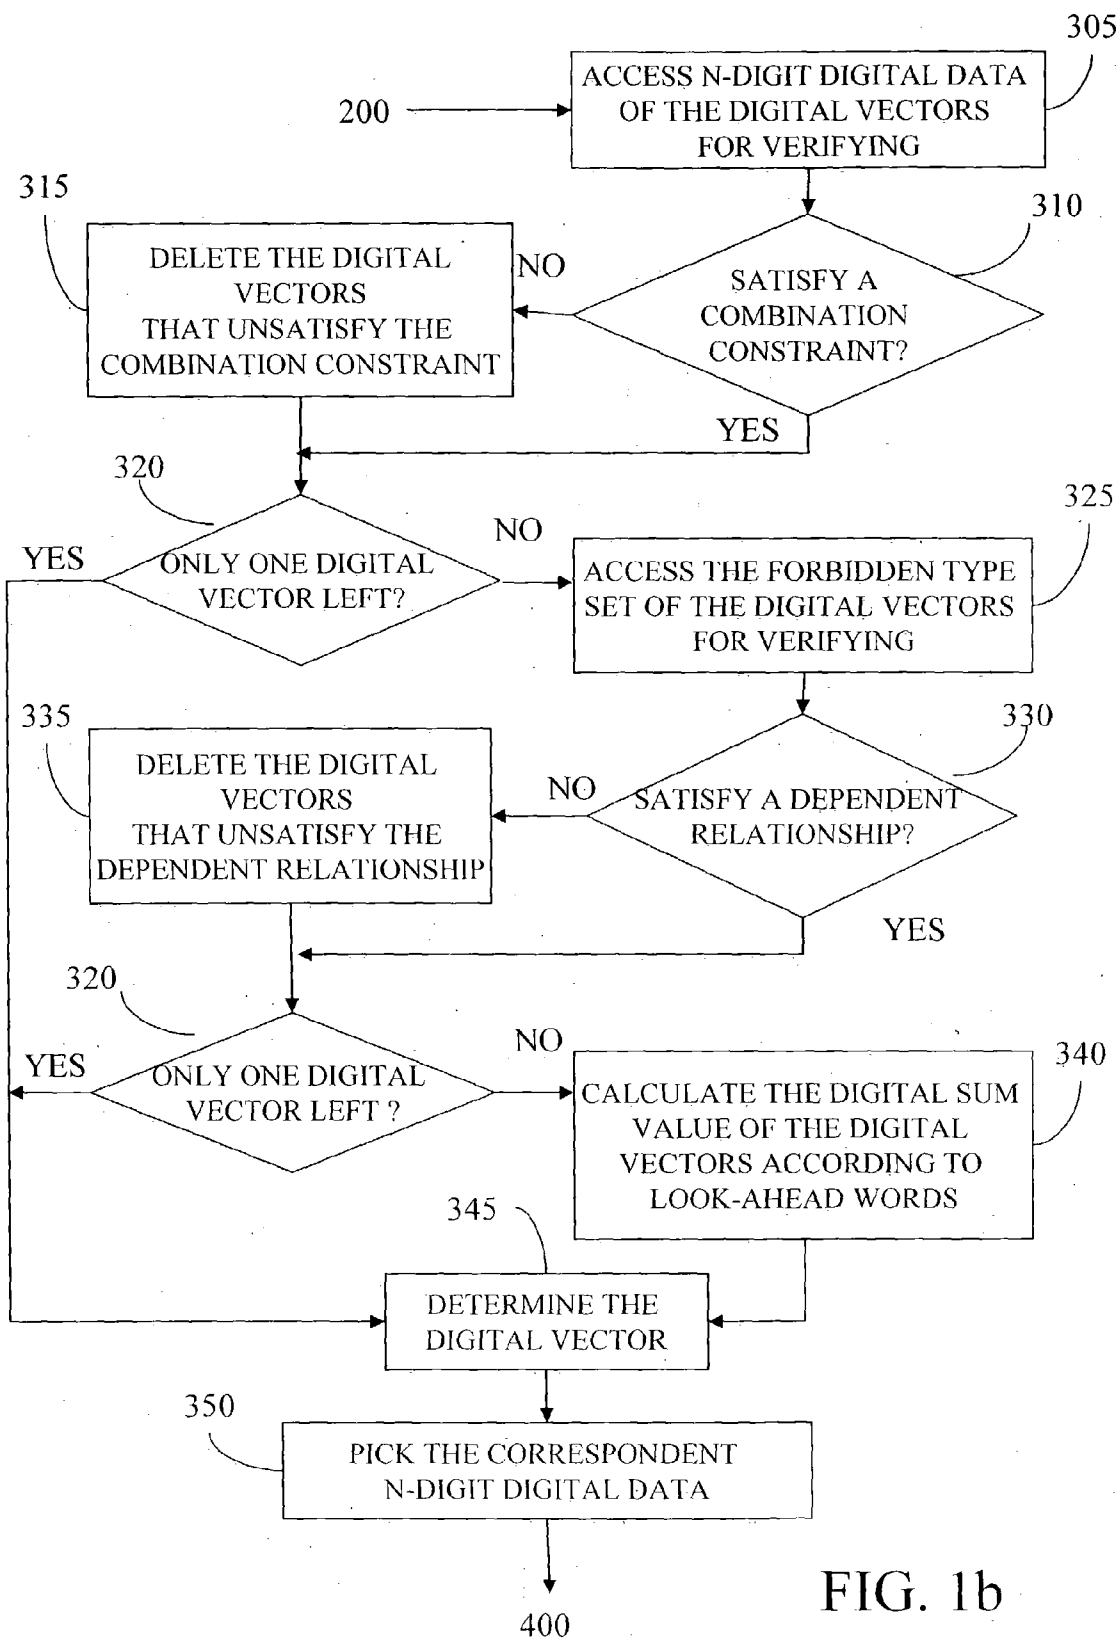 305
ACCESS N-DIGIT DIGITAL DATA
OF THE DIGITAL VECTORS
FOR VERIFYING
200
315
310
DELETE THE DIGITAL
VECTORS
THAT UNSATISFY THE
COMBINATION CONSTRAINT
NO
SATISFY A
COMBINATION
CONSTRAINT?
YES
320
325
YES
ONLY ONE DIGITAL
VECTOR LEFT?
NO
ACCESS THE FORBIDDEN TYPE
SET OF THE DIGITAL VECTORS
FOR VERIFYING
335
330
DELETE THE DIGITAL
VECTORS
THAT UNSATISFY THE
DEPENDENT RELATIONSHIP
NO
SATISFY A DEPENDENT
RELATIONSHIP?
YES
320
340
YES
ONLY ONE DIGITAL
VECTOR LEFT ?
NO
CALCULATE THE DIGITAL SUM
VALUE OF THE DIGITAL
VECTORS ACCORDING TO
LOOK-AHEAD WORDS
345
DETERMINE THE
DIGITAL VECTOR
350
PICK THE CORRESPONDENT
N-DIGIT DIGITAL DATA
400
FIG. 1b